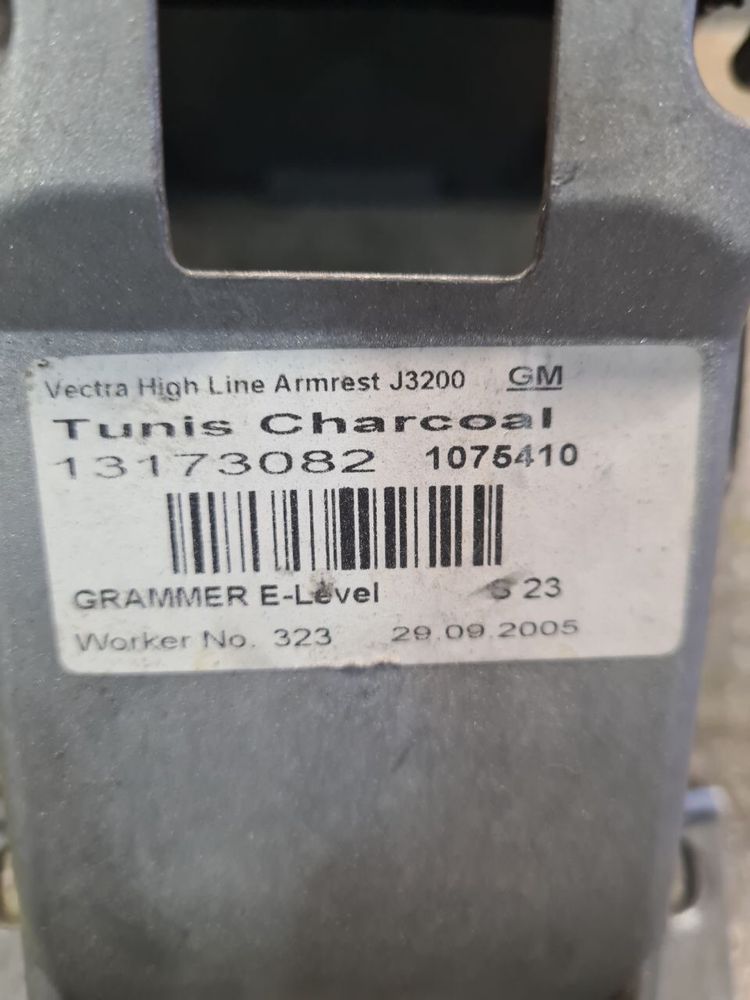 Vectra High Line Armrest J3200 GM
Tunis Charcoal
13173082 1075410
GRAMMER E-Level S 23
Worker No. 323 29.09.2005